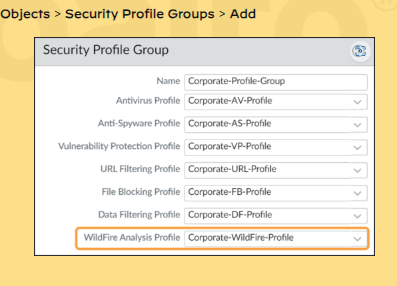 Objects > Security Profile Groups > Add
Security Profile Group
Name Corporate-Profile-Group
Antivirus Profile Corporate-AV-Profile
Anti-Spyware Profile Corporate-AS-Profile
Vulnerability Protection Profile Corporate-VP-Profile
URL Filtering Profile Corporate-URL-Profile
File Blocking Profile Corporate-FB-Profile
Data Filtering Profile Corporate-DF-Profile
WildFire Analysis Profile Corporate-WildFire-Profile